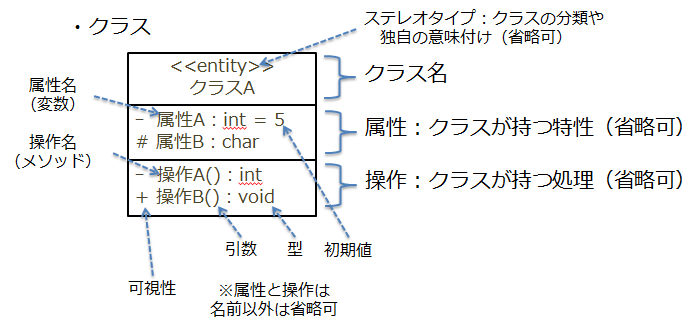 ・クラス
ステレオタイプ：クラスの分類や
独自の意味付け（省略可）
<<entity>>
クラスA
クラス名
属性名
（変数）
- 属性A：int = 5
# 属性B：char
属性：クラスが持つ特性（省略可）
操作名
（メソッド）
- 操作A()：int
+ 操作B()：void
操作：クラスが持つ処理（省略可）
引数
型
初期値
可視性
※属性と操作は
名前以外は省略可